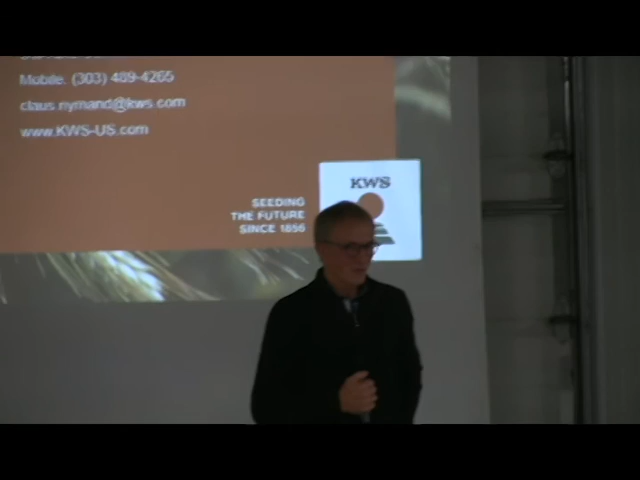 Mobile. (303) 489-4265
claus.nymand@kws.com
www.KWS-US.com
KWS
SEEDING
THE FUTURE
SINCE 1856